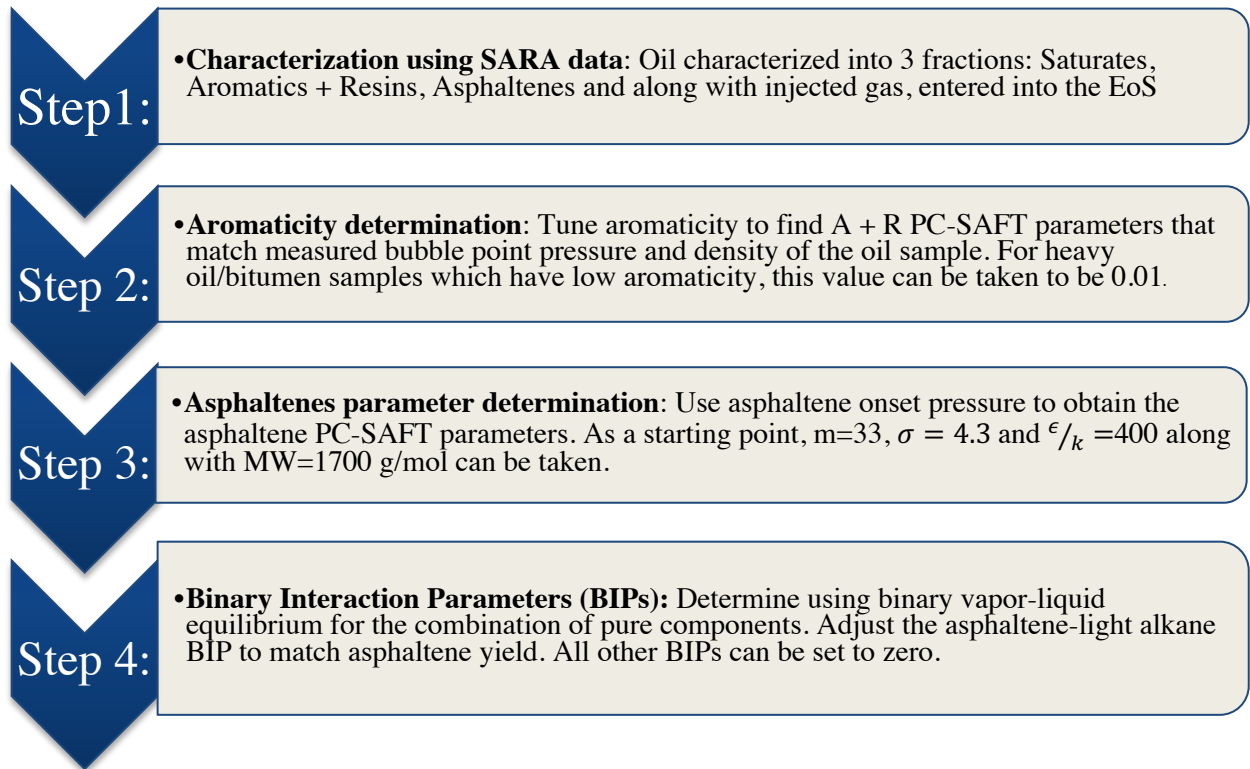 Step1:
•Characterization using SARA data: Oil characterized into 3 fractions: Saturates,
Aromatics + Resins, Asphaltenes and along with injected gas, entered into the EoS
Step 2:
•Aromaticity determination: Tune aromaticity to find A + R PC-SAFT parameters that
match measured bubble point pressure and density of the oil sample. For heavy
oil/bitumen samples which have low aromaticity, this value can be taken to be 0.01.
Step 3:
•Asphaltenes parameter determination: Use asphaltene onset pressure to obtain the
asphaltene PC-SAFT parameters. As a starting point, m=33, 𝜎 = 4.3 and 𝜖/𝑘 =400 along
with MW=1700 g/mol can be taken.
Step 4:
•Binary Interaction Parameters (BIPs): Determine using binary vapor-liquid
equilibrium for the combination of pure components. Adjust the asphaltene-light alkane
BIP to match asphaltene yield. All other BIPs can be set to zero.